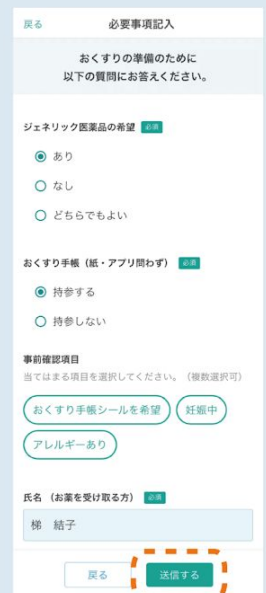 戻る 必要事項記入
おくすりの準備のために
以下の質問にお答えください。
ジェネリック医薬品の希望 必須
あり
なし
どちらでもよい
おくすり手帳（紙・アプリ問わず） 必須
持参する
持参しない
事前確認項目
当てはまる項目を選択してください。（複数選択可）
おくすり手帳シールを希望 妊娠中
アレルギーあり
氏名 （お薬を受け取る方） 必須
梯 結子
戻る 送信する